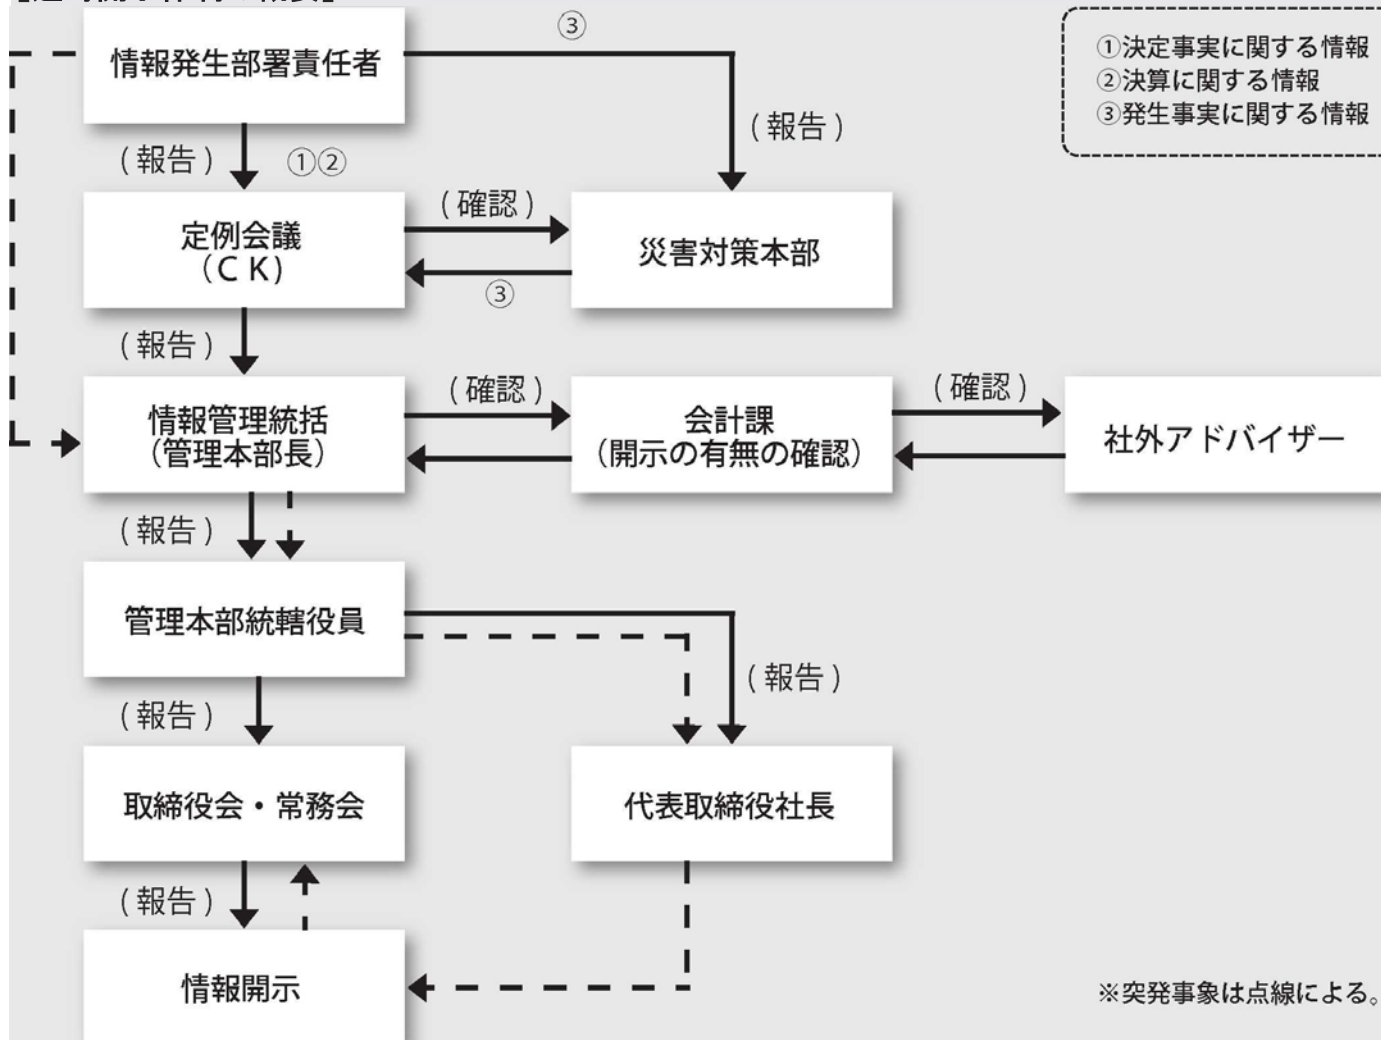 ③
情報発生部署責任者
①決定事実に関する情報
②決算に関する情報
③発生事実に関する情報
(報告)
(報告)
①②
定例会議
（ＣＫ）
(確認)
③
災害対策本部
(報告)
情報管理統括
（管理本部長）
(確認)
会計課
（開示の有無の確認）
(確認)
社外アドバイザー
(報告)
管理本部統轄役員
(報告)
(報告)
取締役会・常務会
代表取締役社長
(報告)
情報開示
※突発事象は点線による。